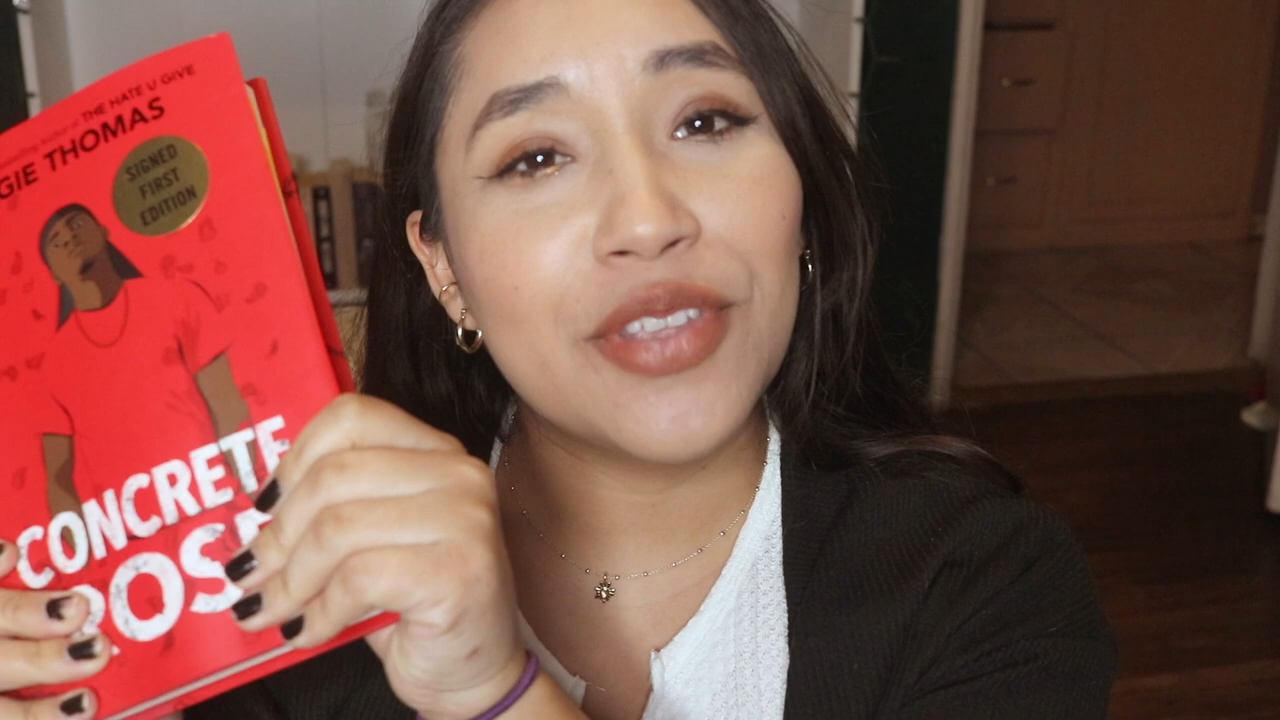 THE HATE U GIVE
GIE THOMAS
SIGNED
FIRST
EDITION
CONCRETE